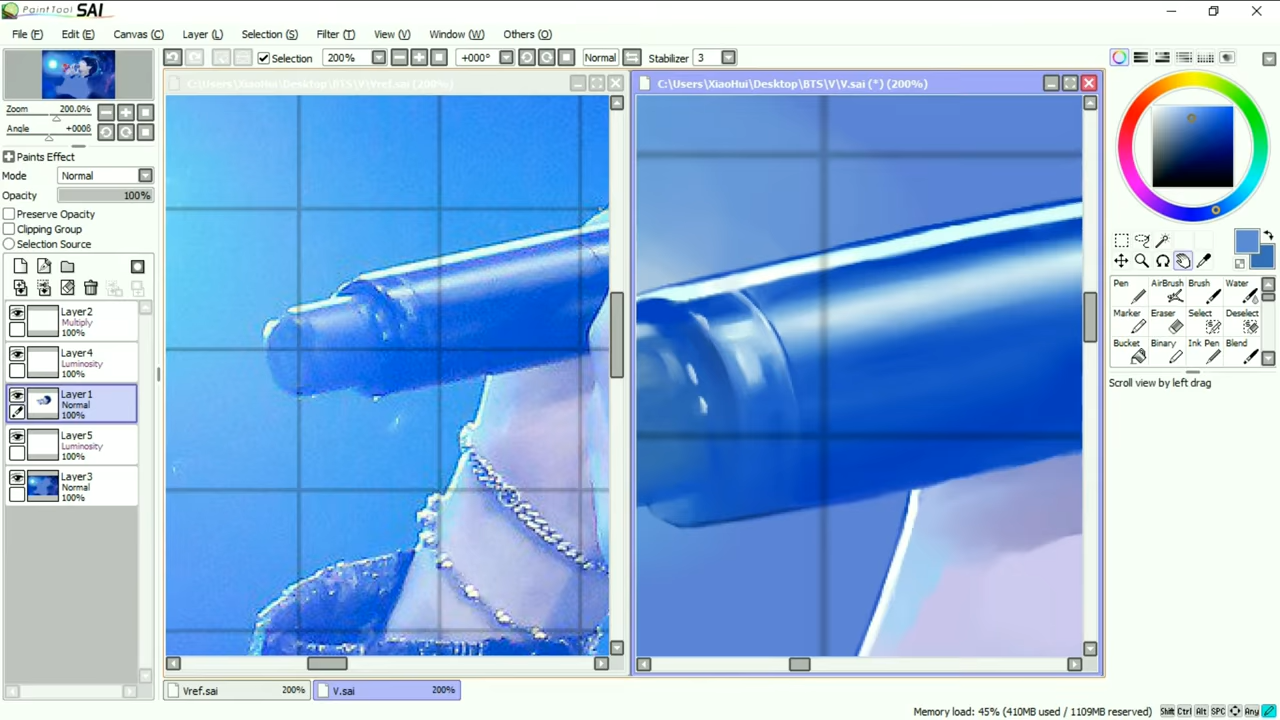 PaintTool SAI
File (F) Edit (E) Canvas (C) Layer (L) Selection (S) Filter (T) View (V) Window (W) Others (O)
Selection 200% +000° Normal Stabilizer 3
C:\Users\XiaoHui\Desktop\BTS\V\Vref.sai (200%)
C:\Users\XiaoHui\Desktop\BTS\V\V.sai (*) (200%)
Zoom 200.0%
Angle +000ß
Paints Effect
Mode Normal
Opacity 100%
Preserve Opacity
Clipping Group
Selection Source
Layer2
Multiply
100%
Layer4
Luminosity
100%
Layer1
Normal
100%
Layer5
Luminosity
100%
Layer3
Normal
100%
Pen AirBrush Brush Water
Marker Eraser Select Deselect
Bucket Binary Ink Pen Blend
Scroll view by left drag
Vref.sai 200% V.sai 200%
Memory load: 45% (410MB used / 1109MB reserved) Shift Ctrl Alt SPC Any